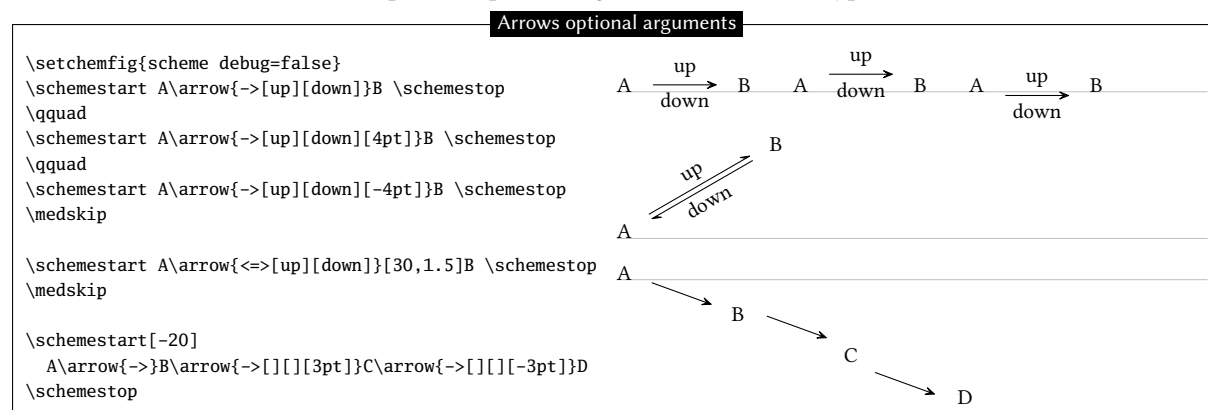 Arrows optional arguments
\setchemfig{scheme debug=false}
\schemestart A\arrow{->[up][down]}B \schemestop
\qquad
\schemestart A\arrow{->[up][down][4pt]}B \schemestop
\qquad
\schemestart A\arrow{->[up][down][-4pt]}B \schemestop
\medskip
\schemestart A\arrow{<=>[up][down]}[30,1.5]B \schemestop
\medskip
\schemestart[-20]
A\arrow{->}B\arrow{->[][][3pt]}C\arrow{->[][][-3pt]}D
\schemestop
up up up
A B A B A B
down down down
B
up
down
A
A
B
C
D